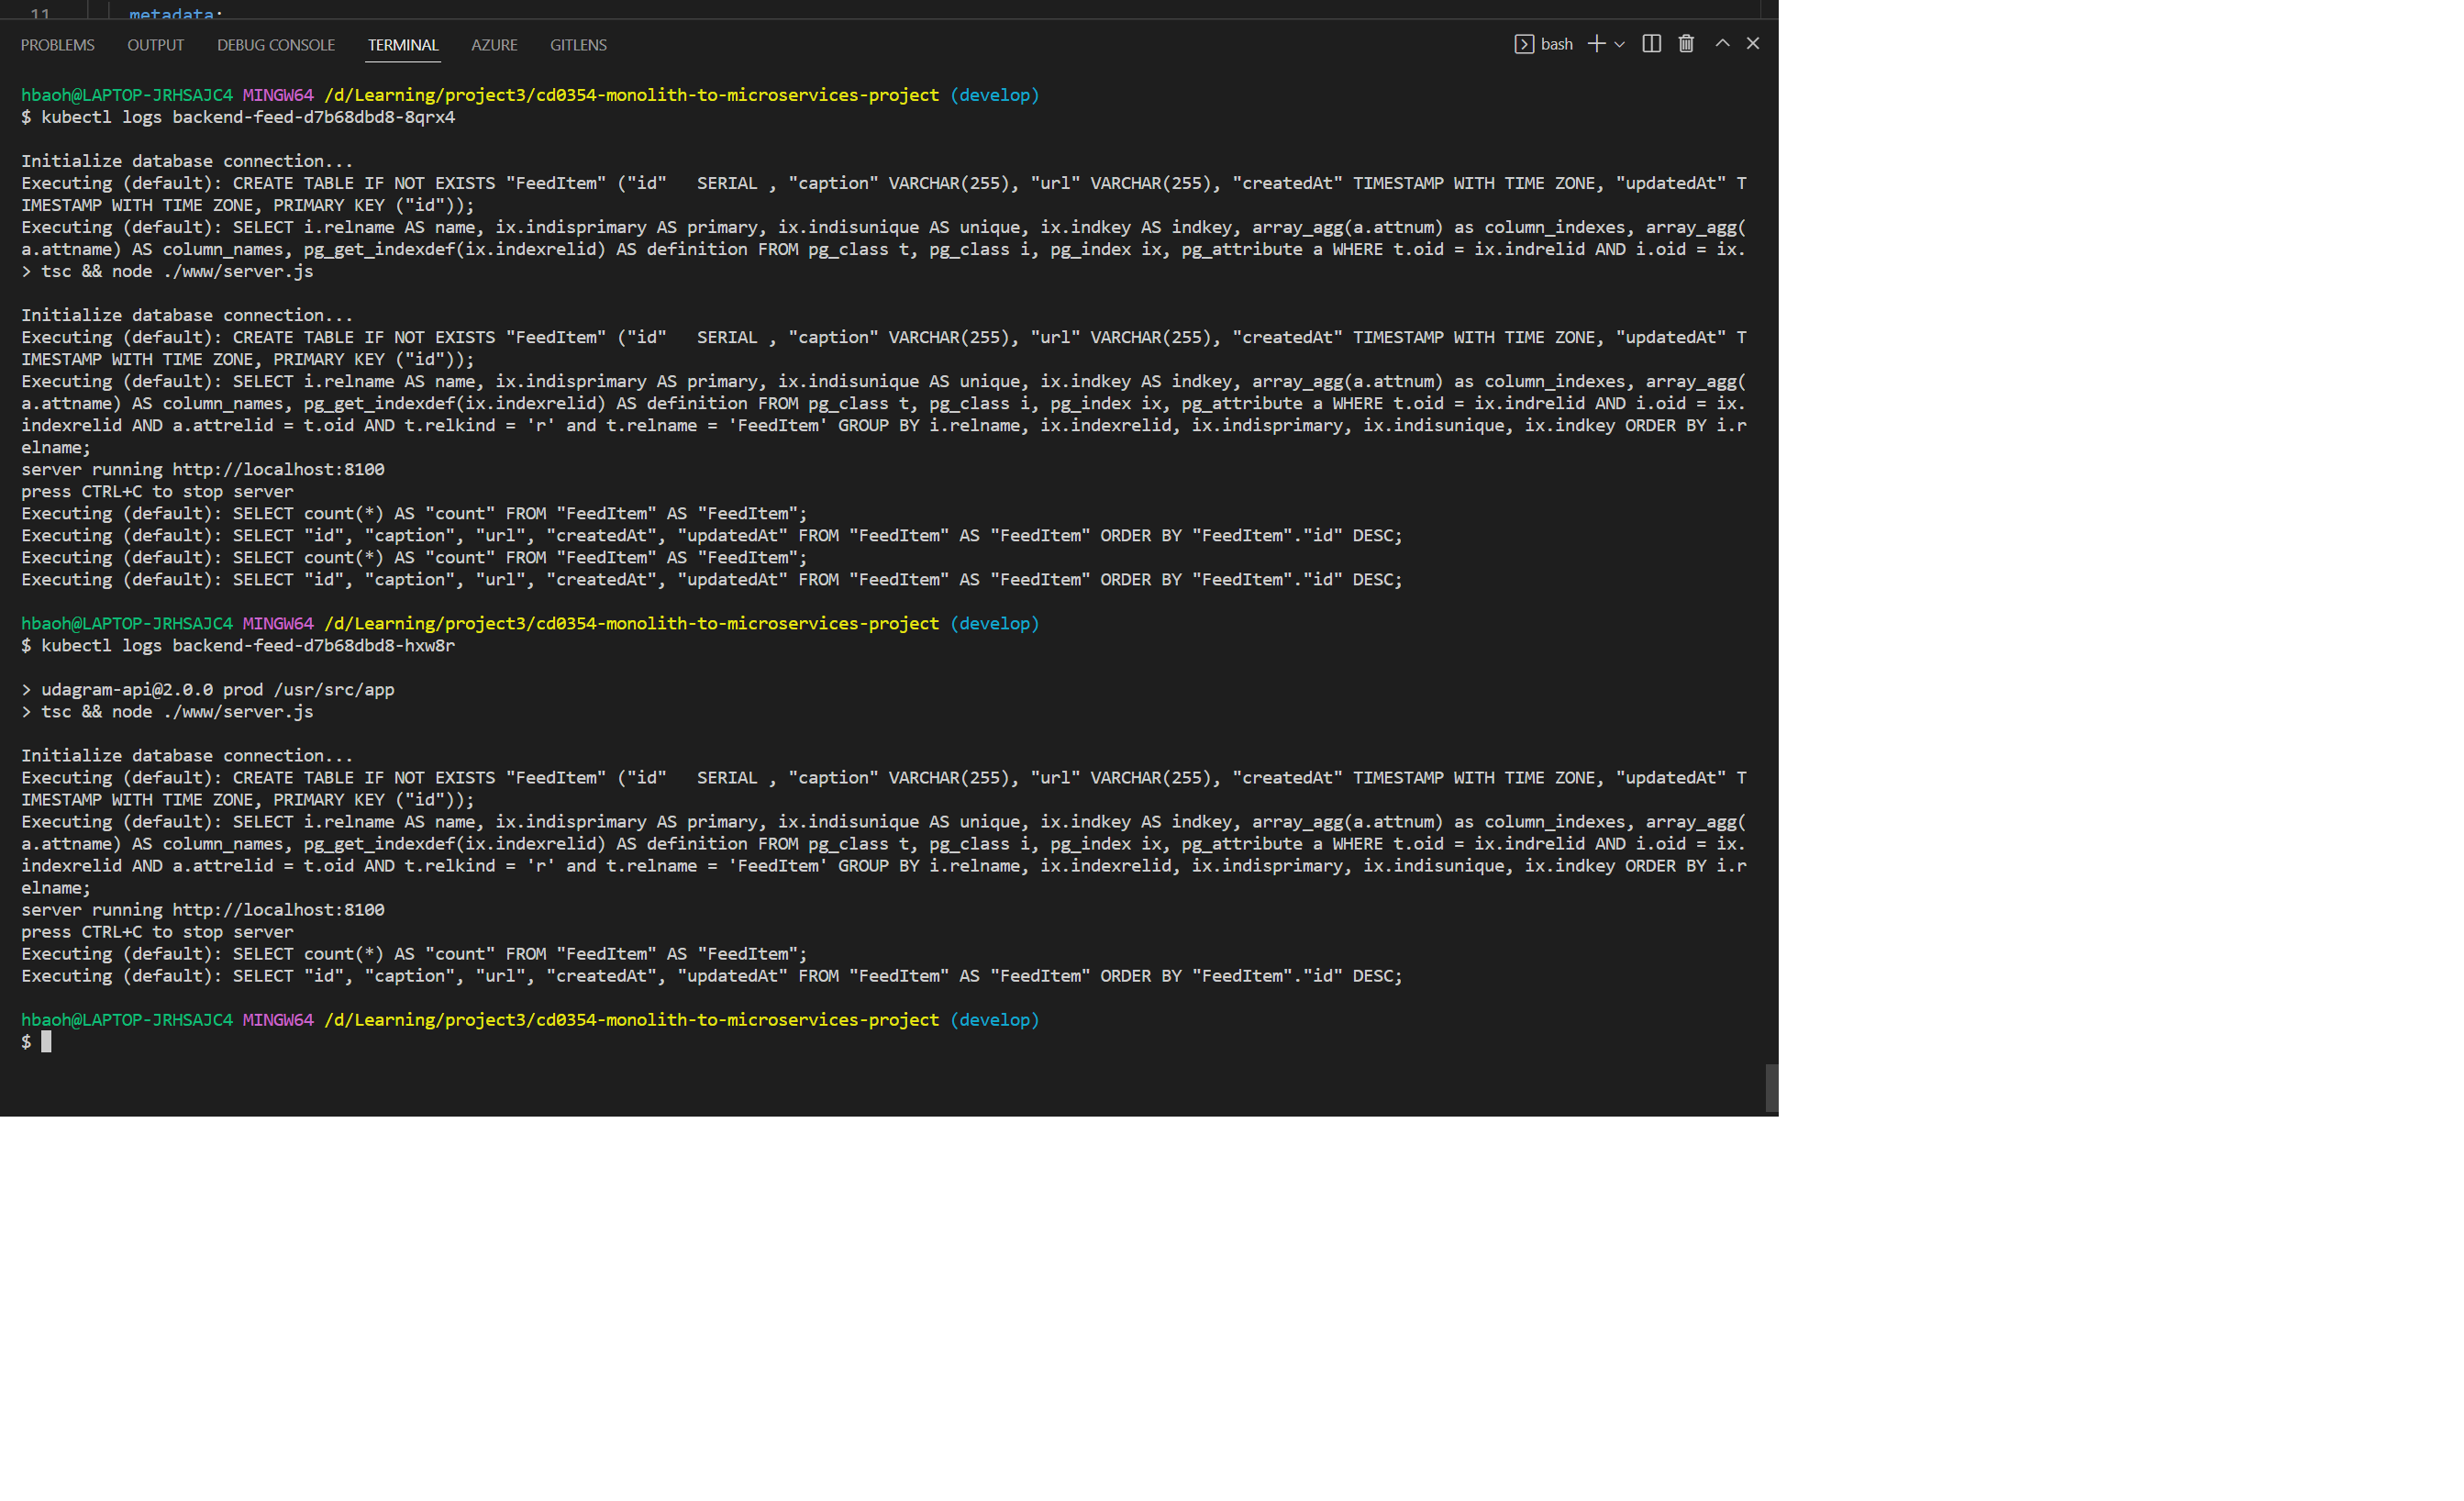 11 metadata:
PROBLEMS OUTPUT DEBUG CONSOLE TERMINAL AZURE GITLENS bash
hbaoh@LAPTOP-JRHSAJC4 MINGW64 /d/Learning/project3/cd0354-monolith-to-microservices-project (develop)
$ kubectl logs backend-feed-d7b68dbd8-8qrx4
Initialize database connection...
Executing (default): CREATE TABLE IF NOT EXISTS "FeedItem" ("id"   SERIAL , "caption" VARCHAR(255), "url" VARCHAR(255), "createdAt" TIMESTAMP WITH TIME ZONE, "updatedAt" T
IMESTAMP WITH TIME ZONE, PRIMARY KEY ("id"));
Executing (default): SELECT i.relname AS name, ix.indisprimary AS primary, ix.indisunique AS unique, ix.indkey AS indkey, array_agg(a.attnum) as column_indexes, array_agg(
a.attname) AS column_names, pg_get_indexdef(ix.indexrelid) AS definition FROM pg_class t, pg_class i, pg_index ix, pg_attribute a WHERE t.oid = ix.indrelid AND i.oid = ix.
> tsc && node ./www/server.js
Initialize database connection...
Executing (default): CREATE TABLE IF NOT EXISTS "FeedItem" ("id"   SERIAL , "caption" VARCHAR(255), "url" VARCHAR(255), "createdAt" TIMESTAMP WITH TIME ZONE, "updatedAt" T
IMESTAMP WITH TIME ZONE, PRIMARY KEY ("id"));
Executing (default): SELECT i.relname AS name, ix.indisprimary AS primary, ix.indisunique AS unique, ix.indkey AS indkey, array_agg(a.attnum) as column_indexes, array_agg(
a.attname) AS column_names, pg_get_indexdef(ix.indexrelid) AS definition FROM pg_class t, pg_class i, pg_index ix, pg_attribute a WHERE t.oid = ix.indrelid AND i.oid = ix.
indexrelid AND a.attrelid = t.oid AND t.relkind = 'r' and t.relname = 'FeedItem' GROUP BY i.relname, ix.indexrelid, ix.indisprimary, ix.indisunique, ix.indkey ORDER BY i.r
elname;
server running http://localhost:8100
press CTRL+C to stop server
Executing (default): SELECT count(*) AS "count" FROM "FeedItem" AS "FeedItem";
Executing (default): SELECT "id", "caption", "url", "createdAt", "updatedAt" FROM "FeedItem" AS "FeedItem" ORDER BY "FeedItem"."id" DESC;
Executing (default): SELECT count(*) AS "count" FROM "FeedItem" AS "FeedItem";
Executing (default): SELECT "id", "caption", "url", "createdAt", "updatedAt" FROM "FeedItem" AS "FeedItem" ORDER BY "FeedItem"."id" DESC;
hbaoh@LAPTOP-JRHSAJC4 MINGW64 /d/Learning/project3/cd0354-monolith-to-microservices-project (develop)
$ kubectl logs backend-feed-d7b68dbd8-hxw8r
> udagram-api@2.0.0 prod /usr/src/app
> tsc && node ./www/server.js
Initialize database connection...
Executing (default): CREATE TABLE IF NOT EXISTS "FeedItem" ("id"   SERIAL , "caption" VARCHAR(255), "url" VARCHAR(255), "createdAt" TIMESTAMP WITH TIME ZONE, "updatedAt" T
IMESTAMP WITH TIME ZONE, PRIMARY KEY ("id"));
Executing (default): SELECT i.relname AS name, ix.indisprimary AS primary, ix.indisunique AS unique, ix.indkey AS indkey, array_agg(a.attnum) as column_indexes, array_agg(
a.attname) AS column_names, pg_get_indexdef(ix.indexrelid) AS definition FROM pg_class t, pg_class i, pg_index ix, pg_attribute a WHERE t.oid = ix.indrelid AND i.oid = ix.
indexrelid AND a.attrelid = t.oid AND t.relkind = 'r' and t.relname = 'FeedItem' GROUP BY i.relname, ix.indexrelid, ix.indisprimary, ix.indisunique, ix.indkey ORDER BY i.r
elname;
server running http://localhost:8100
press CTRL+C to stop server
Executing (default): SELECT count(*) AS "count" FROM "FeedItem" AS "FeedItem";
Executing (default): SELECT "id", "caption", "url", "createdAt", "updatedAt" FROM "FeedItem" AS "FeedItem" ORDER BY "FeedItem"."id" DESC;
hbaoh@LAPTOP-JRHSAJC4 MINGW64 /d/Learning/project3/cd0354-monolith-to-microservices-project (develop)
$